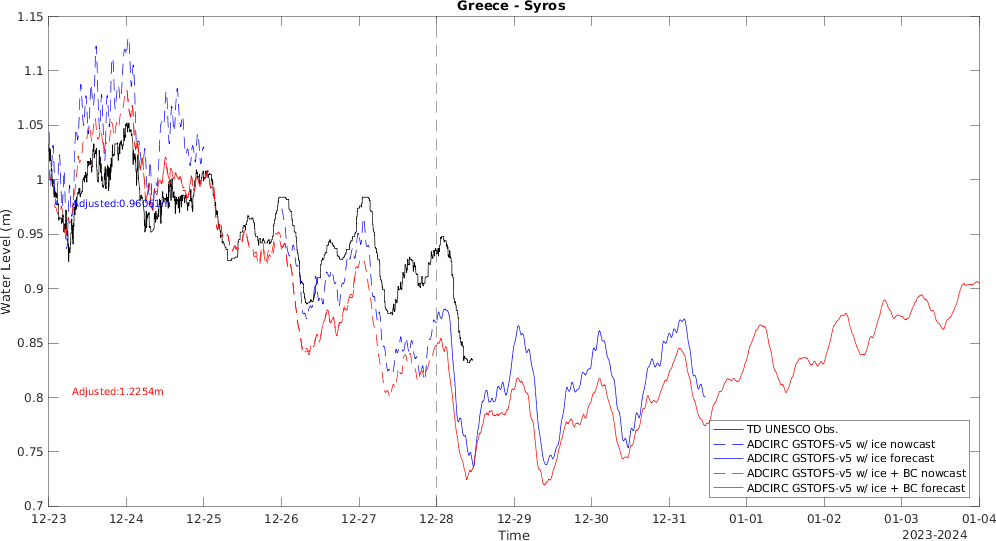 Greece - Syros
1.15
1.1
1.05
1
0.95
0.9
0.85
0.8
0.75
0.7
Water Level (m)
Adjusted:0.96061m
Adjusted:1.2254m
TD UNESCO Obs.
ADCIRC GSTOFS-v5 w/ ice nowcast
ADCIRC GSTOFS-v5 w/ ice forecast
ADCIRC GSTOFS-v5 w/ ice + BC nowcast
ADCIRC GSTOFS-v5 w/ ice + BC forecast
12-23 12-24 12-25 12-26 12-27 12-28 12-29 12-30 12-31 01-01 01-02 01-03 01-04
Time
2023-2024